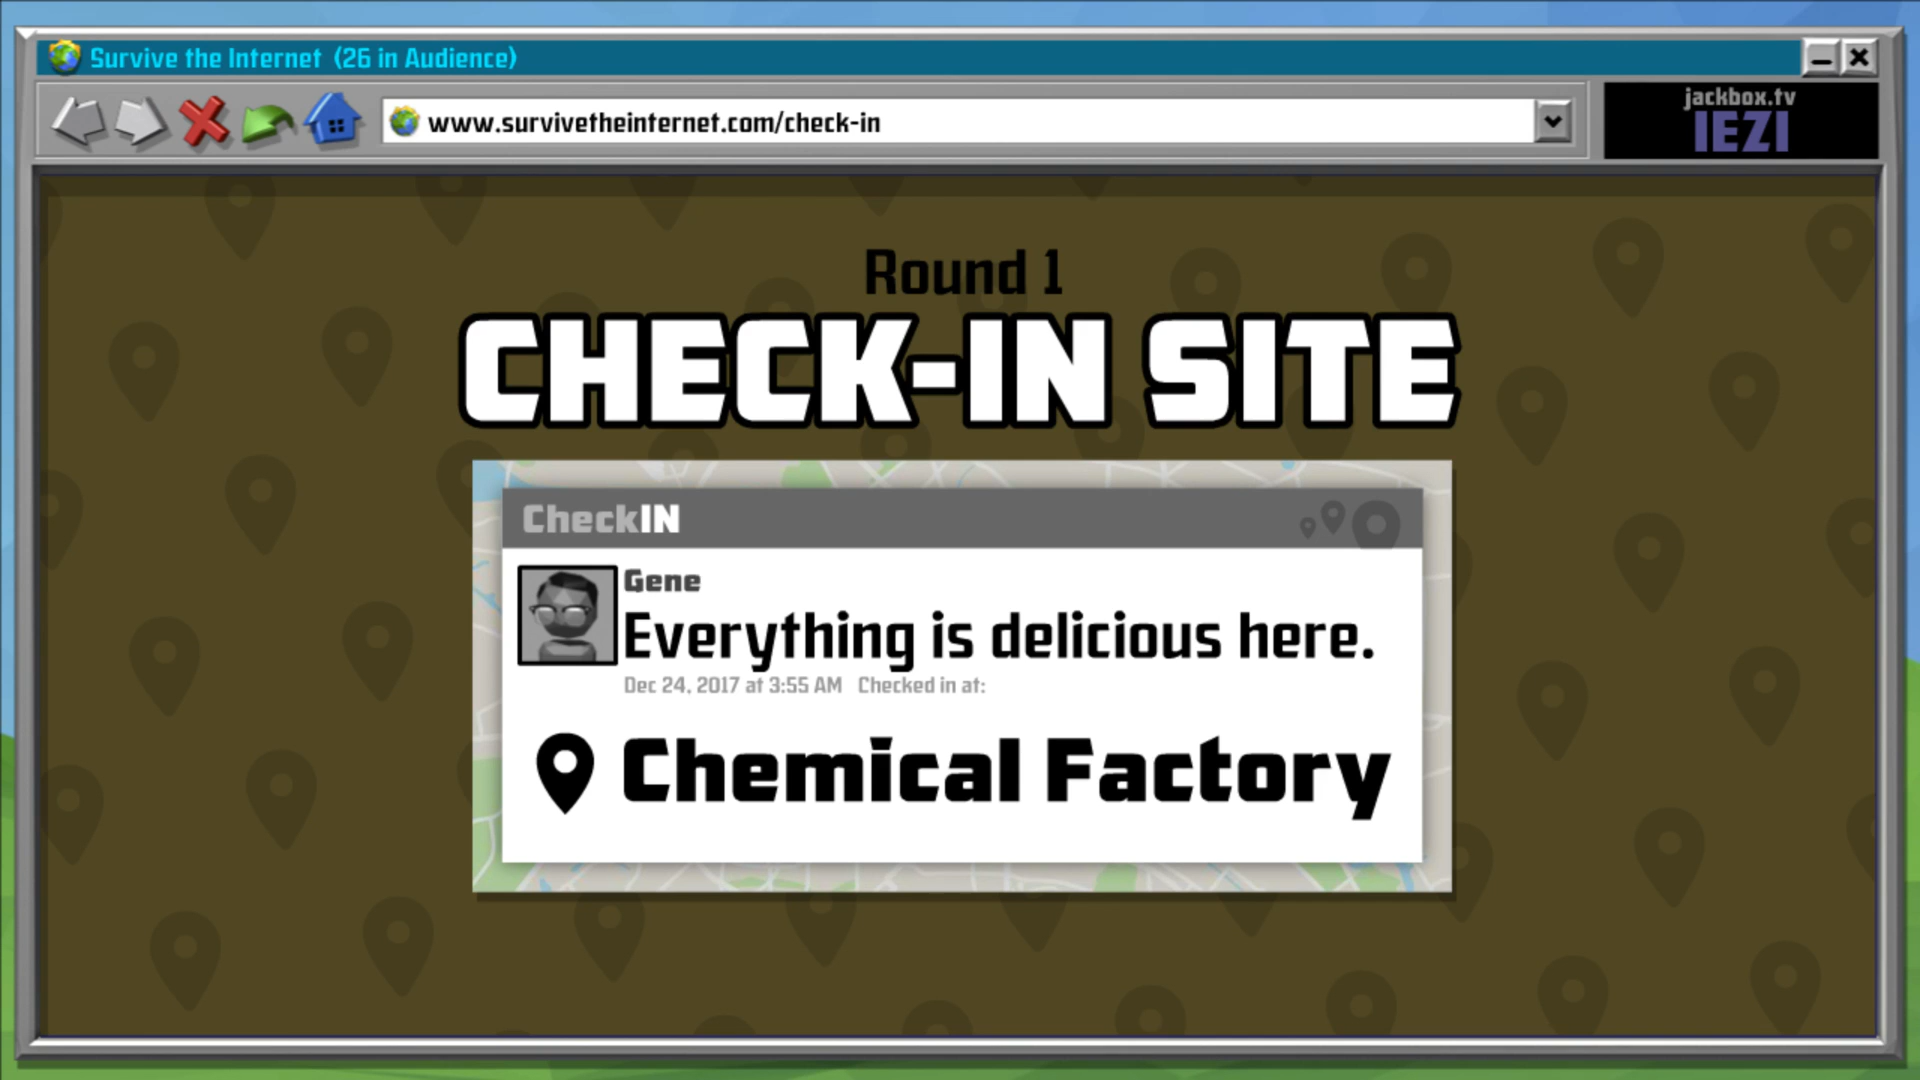 Survive the Internet (26 in Audience)
www.survivetheinternet.com/check-in
jackbox.tv
IEZI
Round 1
CHECK-IN SITE
CheckIN
Gene
Everything is delicious here.
Dec 24, 2017 at 3:55 AM Checked in at:
Chemical Factory